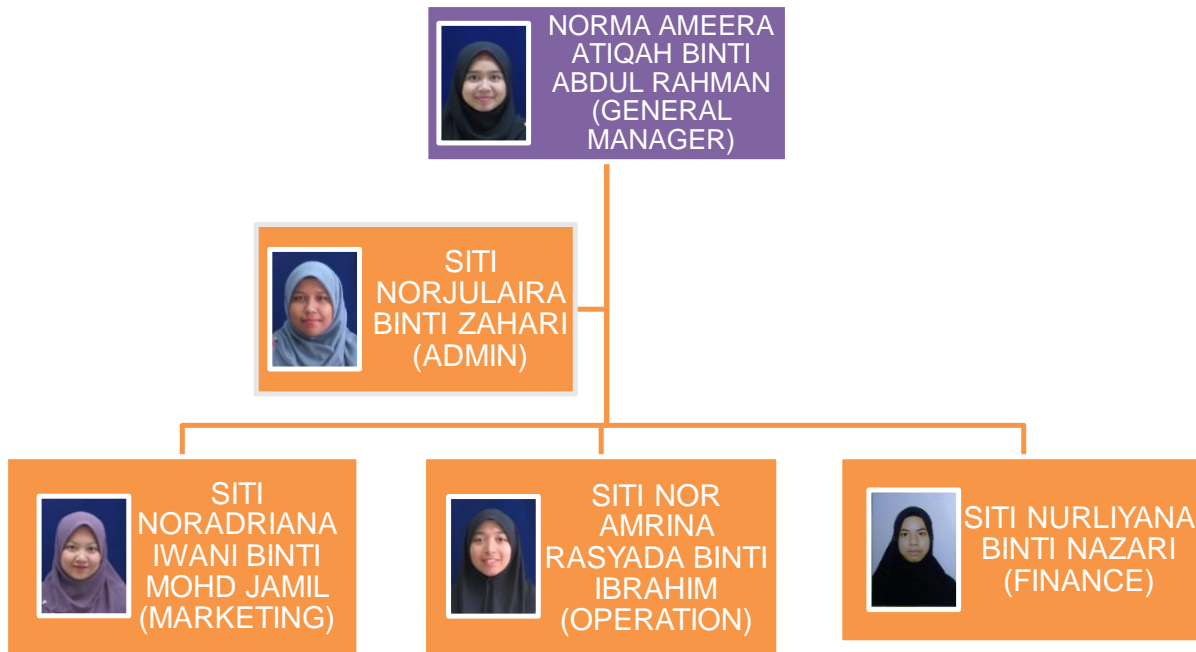 NORMA AMEERA
ATIQAH BINTI
ABDUL RAHMAN
(GENERAL
MANAGER)
SITI
NORJULAIRA
BINTI ZAHARI
(ADMIN)
SITI
NORADRIANA
IWANI BINTI
MOHD JAMIL
(MARKETING)
SITI NOR
AMRINA
RASYADA BINTI
IBRAHIM
(OPERATION)
SITI NURLIYANA
BINTI NAZARI
(FINANCE)